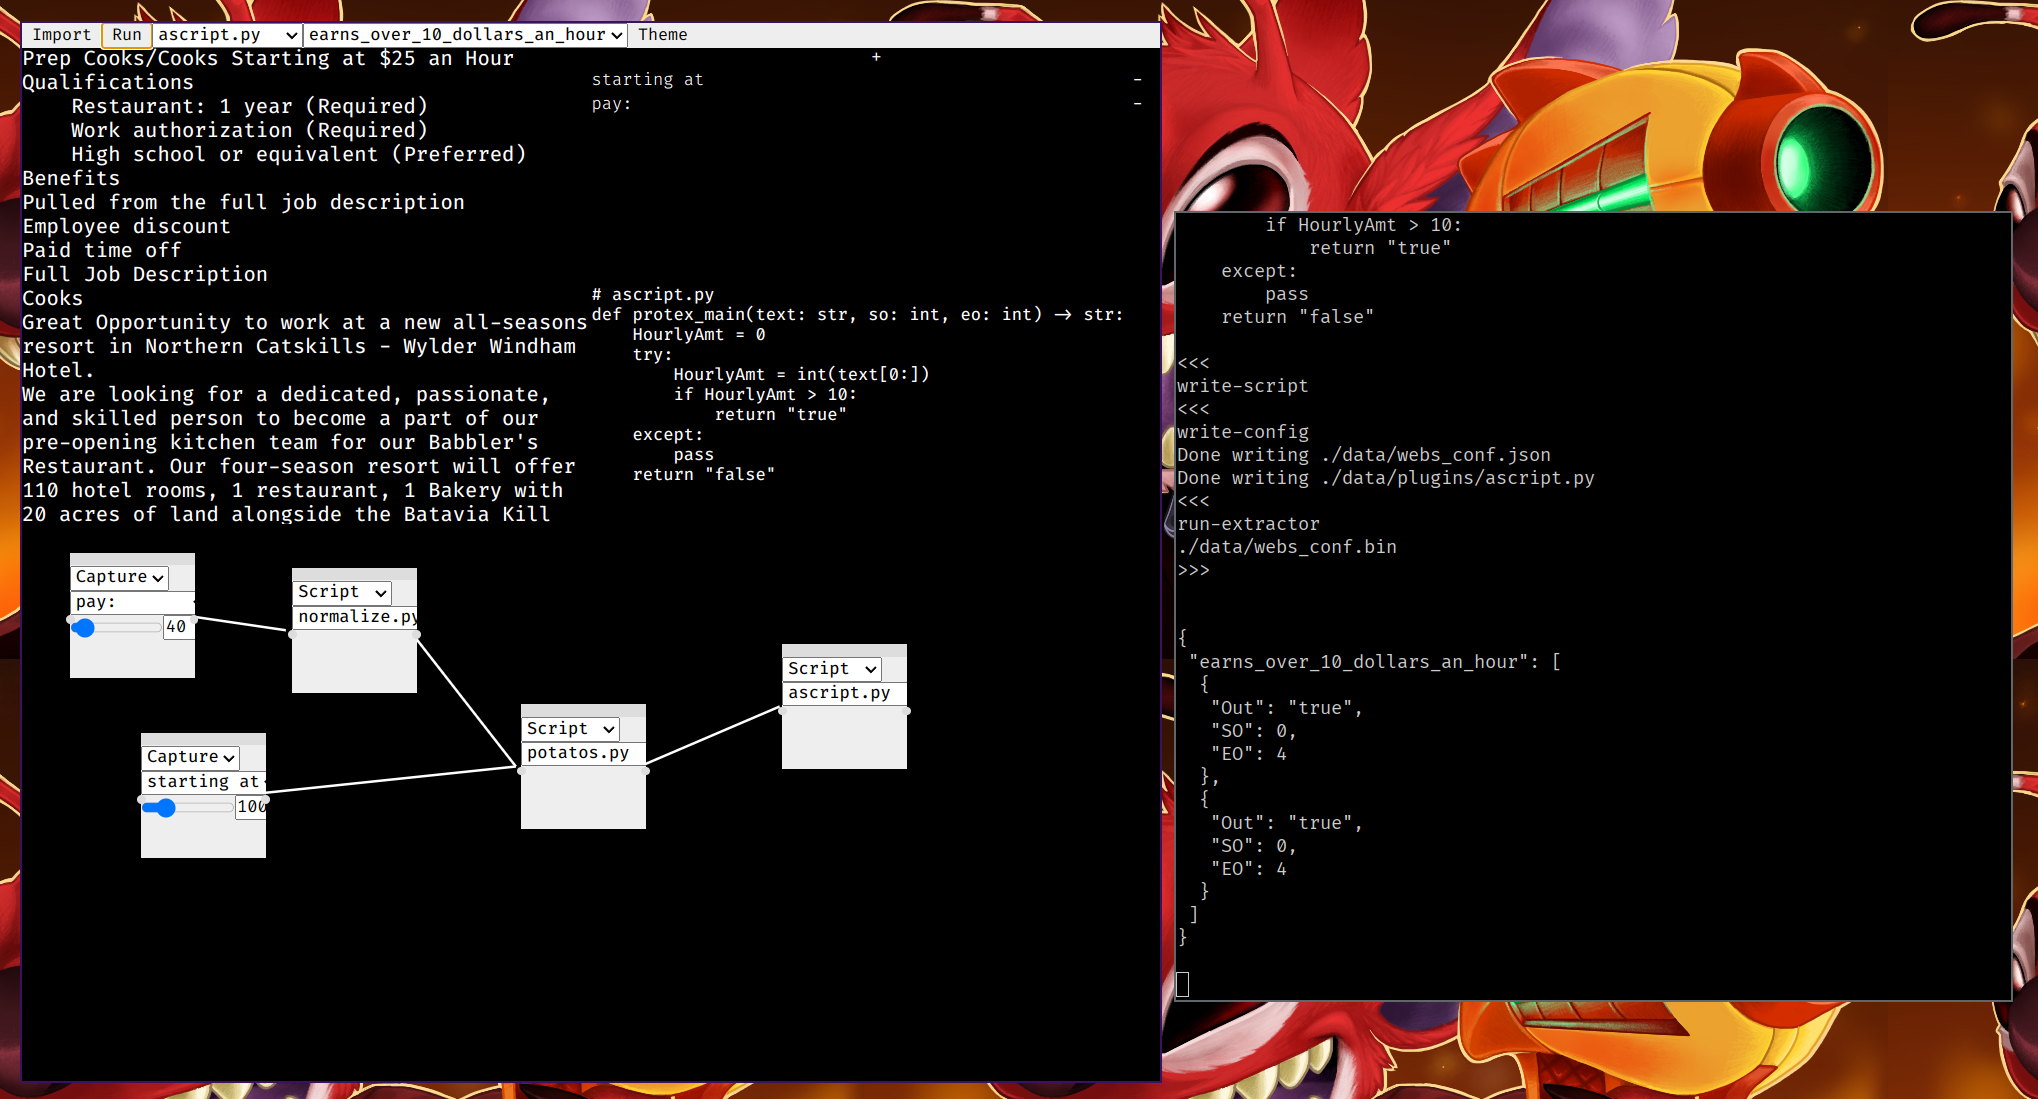 Import Run ascript.py earns_over_10_dollars_an_hour Theme
Prep Cooks/Cooks Starting at $25 an Hour
Qualifications
    Restaurant: 1 year (Required)
    Work authorization (Required)
    High school or equivalent (Preferred)
Benefits
Pulled from the full job description
Employee discount
Paid time off
Full Job Description
Cooks
Great Opportunity to work at a new all-seasons
resort in Northern Catskills - Wylder Windham
Hotel.
We are looking for a dedicated, passionate,
and skilled person to become a part of our
pre-opening kitchen team for our Babbler's
Restaurant. Our four-season resort will offer
110 hotel rooms, 1 restaurant, 1 Bakery with
20 acres of land alongside the Batavia Kill
+
starting at -
pay: -
# ascript.py
def protex_main(text: str, so: int, eo: int) -> str:
    HourlyAmt = 0
    try:
        HourlyAmt = int(text[0:])
        if HourlyAmt > 10:
            return "true"
    except:
        pass
    return "false"
Capture
pay:
40
Script
normalize.py
Capture
starting at
100
Script
potatos.py
Script
ascript.py
        if HourlyAmt > 10:
            return "true"
    except:
        pass
    return "false"
<<<
write-script
<<<
write-config
Done writing ./data/webs_conf.json
Done writing ./data/plugins/ascript.py
<<<
run-extractor
./data/webs_conf.bin
>>>
{
 "earns_over_10_dollars_an_hour": [
  {
   "Out": "true",
   "SO": 0,
   "EO": 4
  },
  {
   "Out": "true",
   "SO": 0,
   "EO": 4
  }
 ]
}